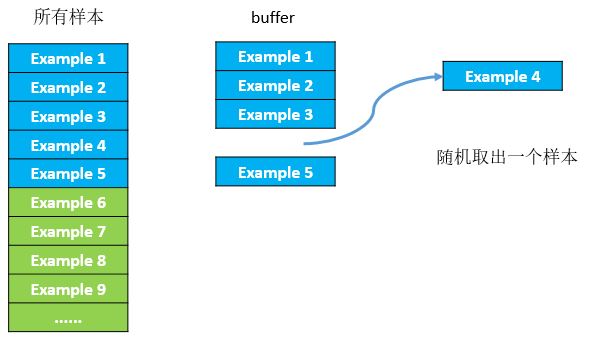 所有样本
Example 1
Example 2
Example 3
Example 4
Example 5
Example 6
Example 7
Example 8
Example 9
......
buffer
Example 1
Example 2
Example 3
Example 5
Example 4
随机取出一个样本